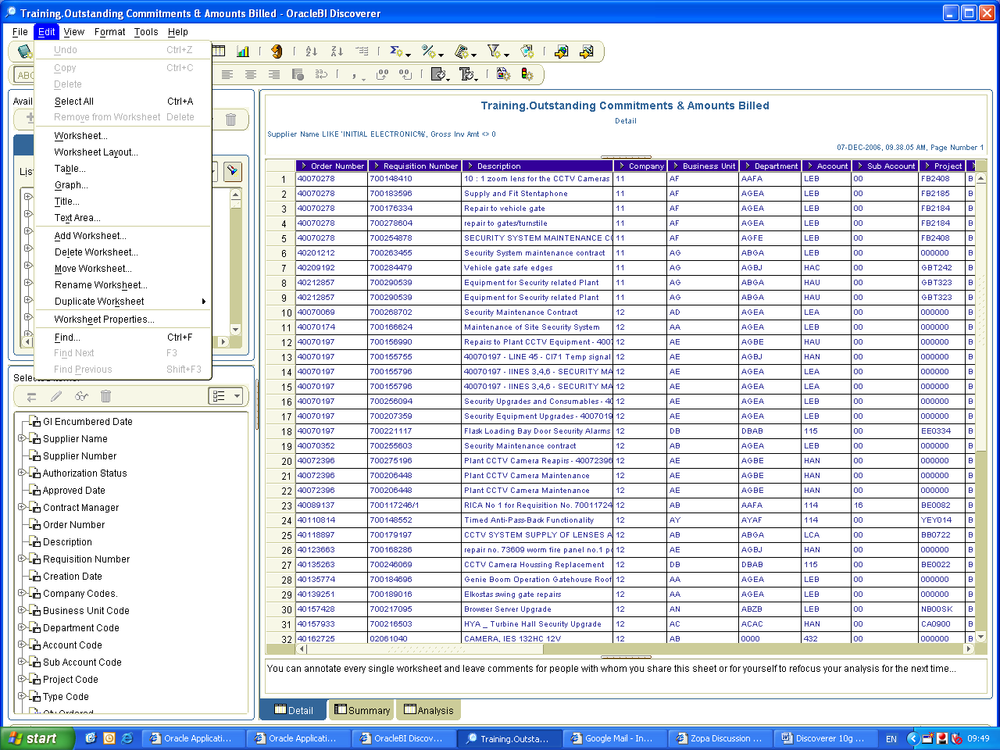 Training.Outstanding Commitments & Amounts Billed - OracleBI Discoverer
File Edit View Format Tools Help
Undo Ctrl+Z
Copy Ctrl+C
Delete
Select All Ctrl+A
Remove from Worksheet Delete
Worksheet...
Worksheet Layout...
Table...
Graph...
Title...
Text Area...
Add Worksheet...
Delete Worksheet...
Move Worksheet...
Rename Worksheet...
Duplicate Worksheet
Worksheet Properties...
Find... Ctrl+F
Find Next F3
Find Previous Shift+F3
GI Encumbered Date
Supplier Name
Supplier Number
Authorization Status
Approved Date
Contract Manager
Order Number
Description
Requisition Number
Creation Date
Company Codes.
Business Unit Code
Department Code
Account Code
Sub Account Code
Project Code
Type Code
Qty Ordered
Training.Outstanding Commitments & Amounts Billed
Detail
Supplier Name LIKE 'INITIAL ELECTRONIC%', Gross Inv Amt <> 0
07-DEC-2006, 09.38.05 AM, Page Number 1
Order Number Requisition Number Description Company Business Unit Department Account Sub Account Project
1 40070278 700148410 10 : 1 zoom lens for the CCTV Cameras 11 AF AAFA LEB 00 FB2408 B
2 40070278 700183596 Supply and Fit Stentaphone 11 AF AGEA LEB 00 FB2185 B
3 40070278 700176334 Repair to vehicle gate 11 AF AGEA LEB 00 FB2184 B
4 40070278 700278604 repair to gates/turnstile 11 AF AGEA LEB 00 FB2184 B
5 40070278 700254878 SECURITY SYSTEM MAINTENANCE CO 11 AF AGFE LEB 00 FB2408 B
6 40201212 700263455 Security System maintenance contract 11 AG ABGA LEB 00 000000 B
7 40209192 700284479 Vehicle gate safe edges 11 AG AGBJ HAC 00 GBT242 B
8 40212857 700290539 Equipment for Security related Plant 11 AG ABGA HAU 00 GBT323 B
9 40212857 700290539 Equipment for Security related Plant 11 AG ABGA HAU 00 GBT323 B
10 40070069 700268702 Security Maintenance Contract 12 AD AGEA LEA 00 000000 B
11 40070174 700166624 Maintenance of Site Security System 12 AA AGEA LEB 00 000000 B
12 40070197 700156990 Repairs to Plant CCTV Equipment - 4007 12 AE AGBE HAU 00 000000 B
13 40070197 700155755 40070197 - LINE 45 - CI71 Temp signal 12 AE AGBJ HAN 00 000000 B
14 40070197 700155796 40070197 - IINES 3,4,6 - SECURITY MA 12 AE AGEA LEA 00 000000 B
15 40070197 700155796 40070197 - IINES 3,4,6 - SECURITY MA 12 AE AGEA LEA 00 000000 B
16 40070197 700256094 Security Upgrades and Consumables - 40 12 AE AGEA LEB 00 000000 B
17 40070197 700207359 Security Equipment Upgrades - 4007019 12 AE AGEA LEB 00 000000 B
18 40070197 700221117 Flask Loading Bay Door Security Alarms 12 DB DBAB 115 00 EE0334 B
19 40070352 700255603 Security Maintenance contract 12 AB AGEA LEB 00 000000 B
20 40072396 700275196 Plant CCTV Camera Reapirs - 40072396 12 AE AGBE HAN 00 000000 B
21 40072396 700206448 Plant CCTV Camera Maintenance 12 AE AGBE HAN 00 000000 B
22 40072396 700206448 Plant CCTV Camera Maintenance 12 AE AGBE HAN 00 000000 B
23 40089137 700117246/1 RICA No 1 for Requisition No. 70011724 12 AB AAFA 114 16 BE0082 B
24 40110814 700148552 Timed Anti-Pass-Back Functionality 12 AY AYAF 114 00 YEY014 B
25 40118897 700179197 CCTV SYSTEM SUPPLY OF LENSES A 12 AB ABGA LCA 00 BB0722 B
26 40123663 700168286 repair no. 73609 worm fire panel no.1 po 12 AE AGBJ HAN 00 000000 B
27 40135263 700246069 CCTV Camera Houssing Replacement 12 DB DBAB 115 00 BE0022 B
28 40135774 700184696 Genie Boom Operation Gatehouse Roof 12 AA AGEA LEB 00 000000 B
29 40139251 700189016 Elkostas swing gate repairs 12 AA AGEA LEB 00 000000 B
30 40157428 700217095 Browser Server Upgrade 12 AN ABZB LEB 00 NB00SK B
31 40157933 700216503 HYA _ Turbine Hall Security Upgrade 12 AC ACAC HAN 00 CA0900 B
32 40162725 02061040 CAMERA, IES 132HC 12V 12 AB 0000 432 00 000000 B
You can annotate every single worksheet and leave comments for people with whom you share this sheet or for yourself to refocus your analysis for the next time...
Detail Summary Analysis
start Oracle Applicati... Oracle Applicati... OracleBI Discov... Training.Outsta... Google Mail - In... Zopa Discussion ... Discoverer 10g ... EN 09:49